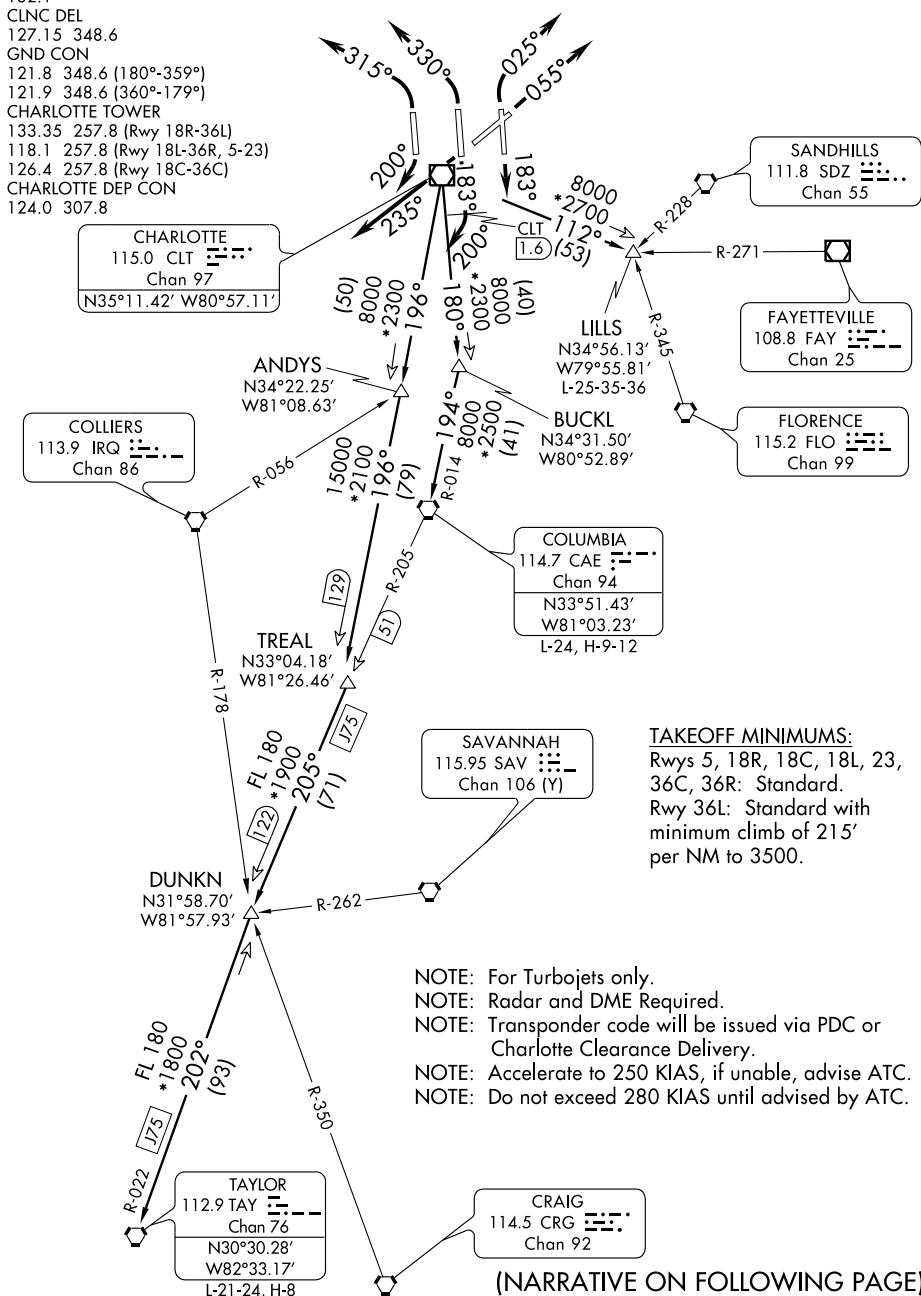 CLNC DEL
127.15 348.6
GND CON
121.8 348.6 (180°-359°)
121.9 348.6 (360°-179°)
CHARLOTTE TOWER
133.35 257.8 (Rwy 18R-36L)
118.1 257.8 (Rwy 18L-36R, 5-23)
126.4 257.8 (Rwy 18C-36C)
CHARLOTTE DEP CON
124.0 307.8
315°
330°
025°
055°
200°
235°
183°
200°
183°
CHARLOTTE
115.0 CLT
Chan 97
N35°11.42' W80°57.11'
CLT
1.6
8000
*2700
112°
(53)
SANDHILLS
111.8 SDZ
Chan 55
R-228
R-271
R-345
FAYETTEVILLE
108.8 FAY
Chan 25
LILLS
N34°56.13'
W79°55.81'
L-25-35-36
FLORENCE
115.2 FLO
Chan 99
(50)
8000
*2300
196°
180°
*2300
8000
(40)
ANDYS
N34°22.25'
W81°08.63'
BUCKL
N34°31.50'
W80°52.89'
COLLIERS
113.9 IRQ
Chan 86
R-056
15000
*2100
196°
(79)
194°
8000
*2500
(41)
R-014
COLUMBIA
114.7 CAE
Chan 94
N33°51.43'
W81°03.23'
L-24, H-9-12
R-205
129
51
TREAL
N33°04.18'
W81°26.46'
R-178
J75
FL 180
*1900
205°
(71)
122
SAVANNAH
115.95 SAV
Chan 106 (Y)
TAKEOFF MINIMUMS:
Rwys 5, 18R, 18C, 18L, 23,
36C, 36R: Standard.
Rwy 36L: Standard with
minimum climb of 215'
per NM to 3500.
DUNKN
N31°58.70'
W81°57.93'
R-262
NOTE: For Turbojets only.
NOTE: Radar and DME Required.
NOTE: Transponder code will be issued via PDC or
Charlotte Clearance Delivery.
NOTE: Accelerate to 250 KIAS, if unable, advise ATC.
NOTE: Do not exceed 280 KIAS until advised by ATC.
FL 180
*1800
202°
(93)
J75
R-022
R-350
TAYLOR
112.9 TAY
Chan 76
N30°30.28'
W82°33.17'
L-21-24, H-8
CRAIG
114.5 CRG
Chan 92
(NARRATIVE ON FOLLOWING PAGE)